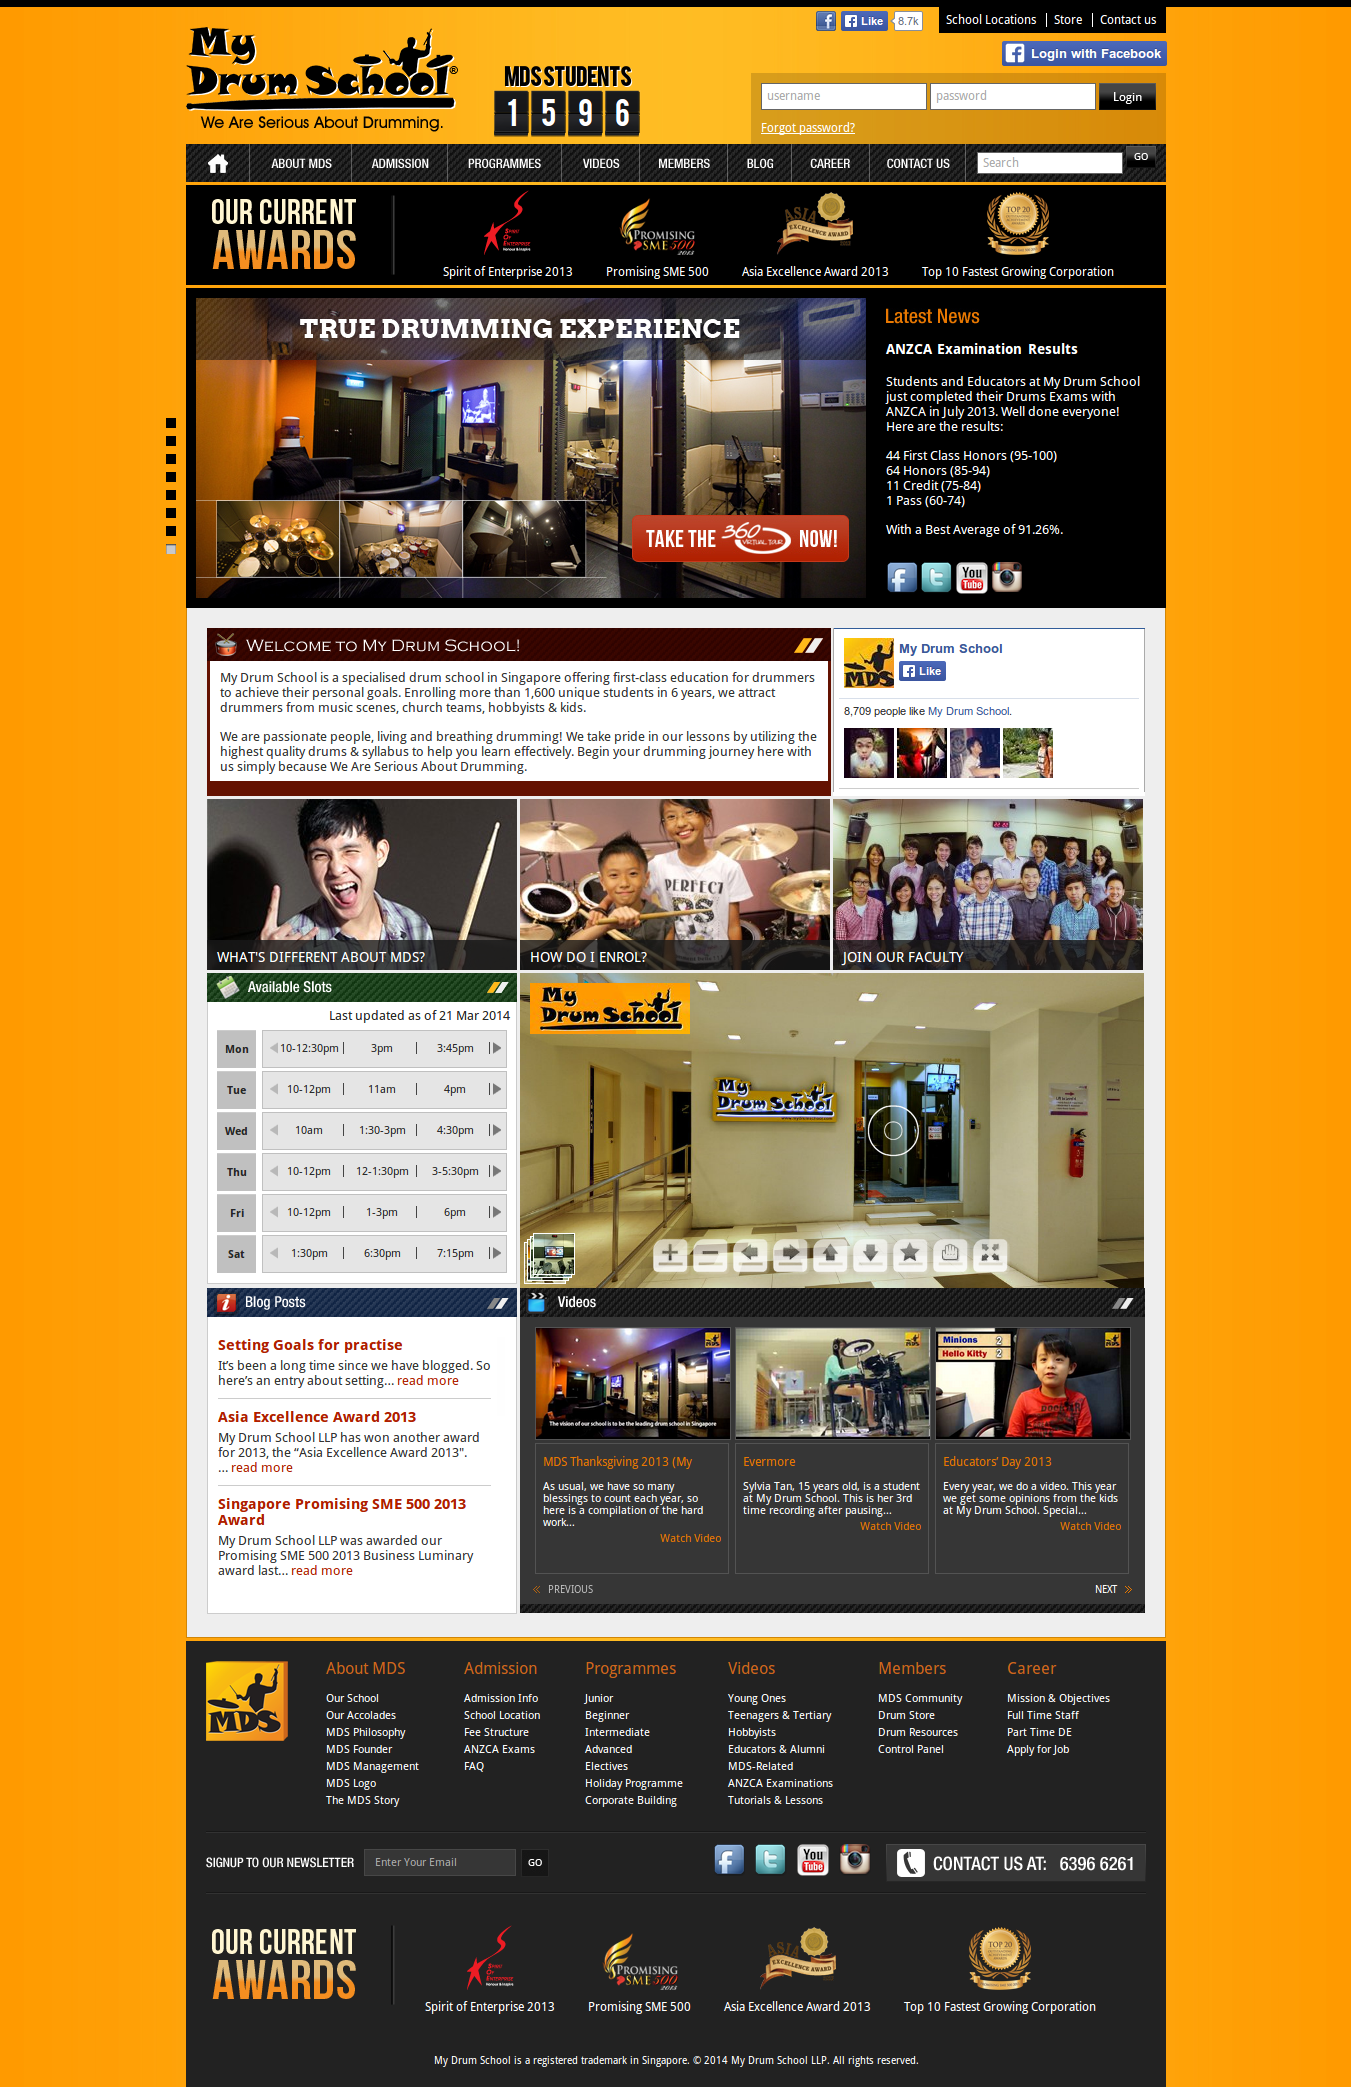 Like 8.7k
School Locations Store Contact us
Login with Facebook
My
Drum School®
We Are Serious About Drumming.
MDS STUDENTS
1 5 9 6
username password Login
Forgot password?
ABOUT MDS ADMISSION PROGRAMMES VIDEOS MEMBERS BLOG CAREER CONTACT US Search GO
OUR CURRENT
AWARDS
PROMISING
SME 500
2013
ASIA
EXCELLENCE AWARD
TOP 20
Spirit of Enterprise 2013 Promising SME 500 Asia Excellence Award 2013 Top 10 Fastest Growing Corporation
TRUE DRUMMING EXPERIENCE
TAKE THE 360 VIRTUAL TOUR NOW!
Latest News
ANZCA Examination Results
Students and Educators at My Drum School
just completed their Drums Exams with
ANZCA in July 2013. Well done everyone!
Here are the results:
44 First Class Honors (95-100)
64 Honors (85-94)
11 Credit (75-84)
1 Pass (60-74)
With a Best Average of 91.26%.
You
Tube
Welcome to My Drum School!
My Drum School is a specialised drum school in Singapore offering first-class education for drummers
to achieve their personal goals. Enrolling more than 1,600 unique students in 6 years, we attract
drummers from music scenes, church teams, hobbyists & kids.
We are passionate people, living and breathing drumming! We take pride in our lessons by utilizing the
highest quality drums & syllabus to help you learn effectively. Begin your drumming journey here with
us simply because We Are Serious About Drumming.
MDS
My Drum School
Like
8,709 people like My Drum School.
PERFECT
WHAT'S DIFFERENT ABOUT MDS?
HOW DO I ENROL?
JOIN OUR FACULTY
Available Slots
Last updated as of 21 Mar 2014
Mon 10-12:30pm 3pm 3:45pm
Tue 10-12pm 11am 4pm
Wed 10am 1:30-3pm 4:30pm
Thu 10-12pm 12-1:30pm 3-5:30pm
Fri 10-12pm 1-3pm 6pm
Sat 1:30pm 6:30pm 7:15pm
My
Drum School
My
Drum School
Blog Posts
Setting Goals for practise
It's been a long time since we have blogged. So
here's an entry about setting... read more
Asia Excellence Award 2013
My Drum School LLP has won another award
for 2013, the “Asia Excellence Award 2013".
... read more
Singapore Promising SME 500 2013
Award
My Drum School LLP was awarded our
Promising SME 500 2013 Business Luminary
award last... read more
Videos
The vision of our school is to be the leading drum school in Singapore
Minions 2
Hello Kitty 2
MDS Thanksgiving 2013 (My
As usual, we have so many
blessings to count each year, so
here is a compilation of the hard
work...
Watch Video
Evermore
Sylvia Tan, 15 years old, is a student
at My Drum School. This is her 3rd
time recording after pausing...
Watch Video
Educators' Day 2013
Every year, we do a video. This year
we get some opinions from the kids
at My Drum School. Special...
Watch Video
PREVIOUS NEXT
MDS
About MDS
Our School
Our Accolades
MDS Philosophy
MDS Founder
MDS Management
MDS Logo
The MDS Story
Admission
Admission Info
School Location
Fee Structure
ANZCA Exams
FAQ
Programmes
Junior
Beginner
Intermediate
Advanced
Electives
Holiday Programme
Corporate Building
Videos
Young Ones
Teenagers & Tertiary
Hobbyists
Educators & Alumni
MDS-Related
ANZCA Examinations
Tutorials & Lessons
Members
MDS Community
Drum Store
Drum Resources
Control Panel
Career
Mission & Objectives
Full Time Staff
Part Time DE
Apply for Job
SIGNUP TO OUR NEWSLETTER Enter Your Email GO
You
Tube
CONTACT US AT: 6396 6261
OUR CURRENT
AWARDS
PROMISING
SME 500
2013
ASIA
EXCELLENCE AWARD
TOP 20
Spirit of Enterprise 2013 Promising SME 500 Asia Excellence Award 2013 Top 10 Fastest Growing Corporation
My Drum School is a registered trademark in Singapore. © 2014 My Drum School LLP. All rights reserved.